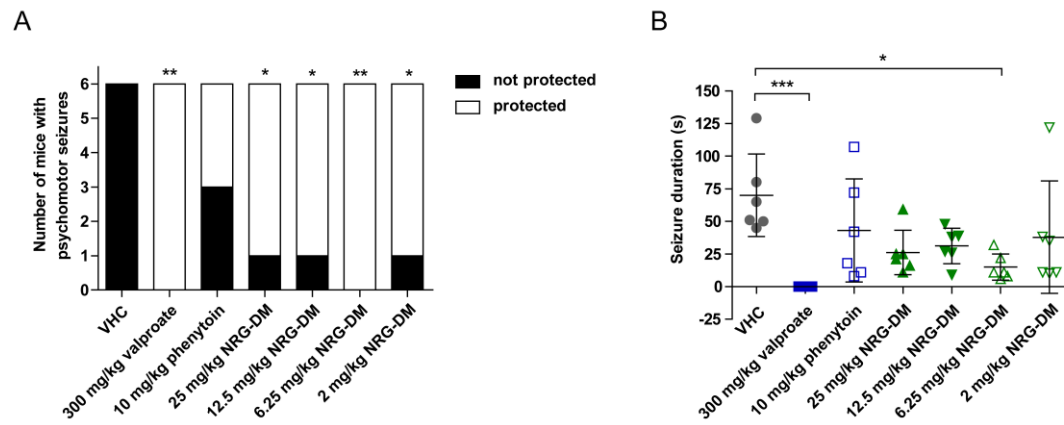 A
Number of mice with
psychomotor seizures
6
5
4
3
2
1
0
** * * ** *
not protected
protected
VHC
300 mg/kg valproate
10 mg/kg phenytoin
25 mg/kg NRG-DM
12.5 mg/kg NRG-DM
6.25 mg/kg NRG-DM
2 mg/kg NRG-DM
B
Seizure duration (s)
150
125
100
75
50
25
0
-25
*
***
VHC
300 mg/kg valproate
10 mg/kg phenytoin
25 mg/kg NRG-DM
12.5 mg/kg NRG-DM
6.25 mg/kg NRG-DM
2 mg/kg NRG-DM